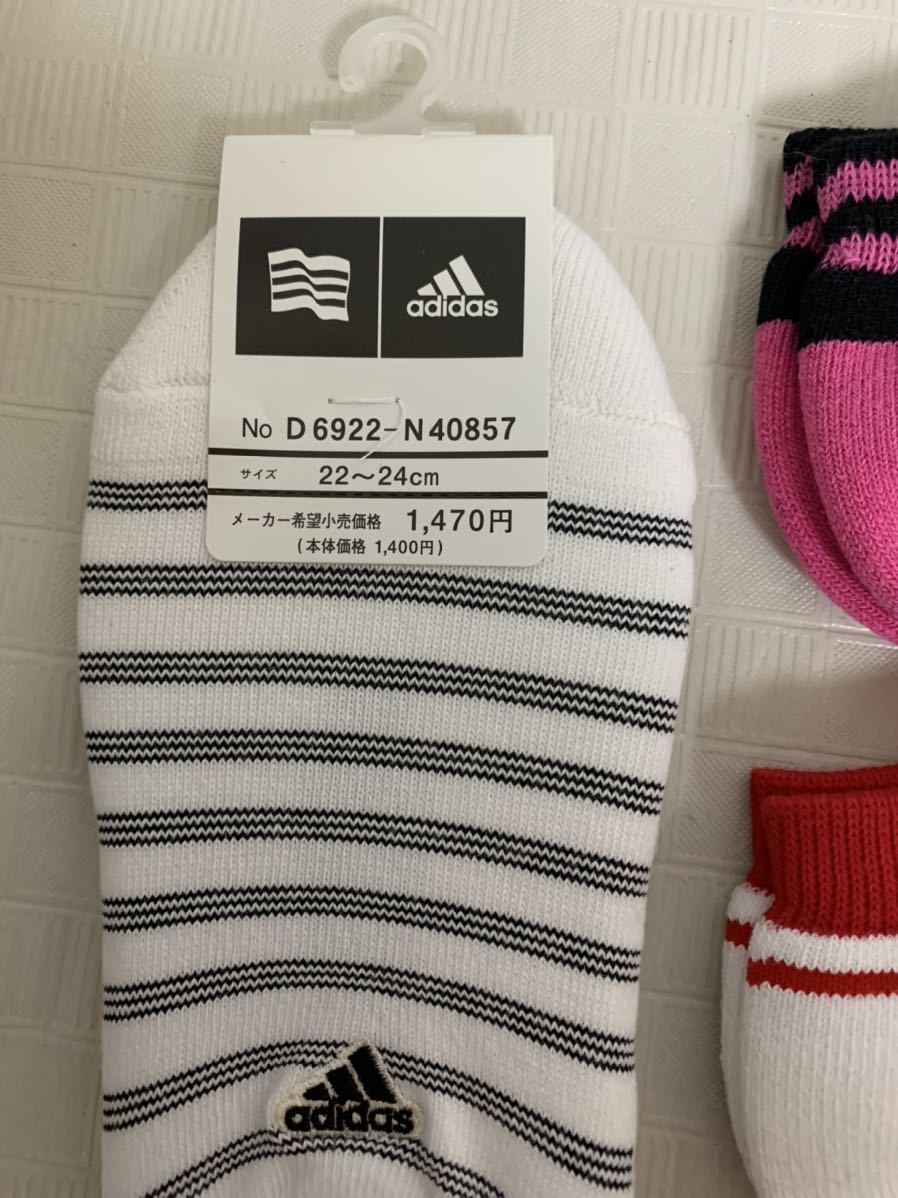 adidas
No D6922-N40857
サイズ 22〜24cm
メーカー希望小売価格 1,470円
(本体価格 1,400円)
adidas